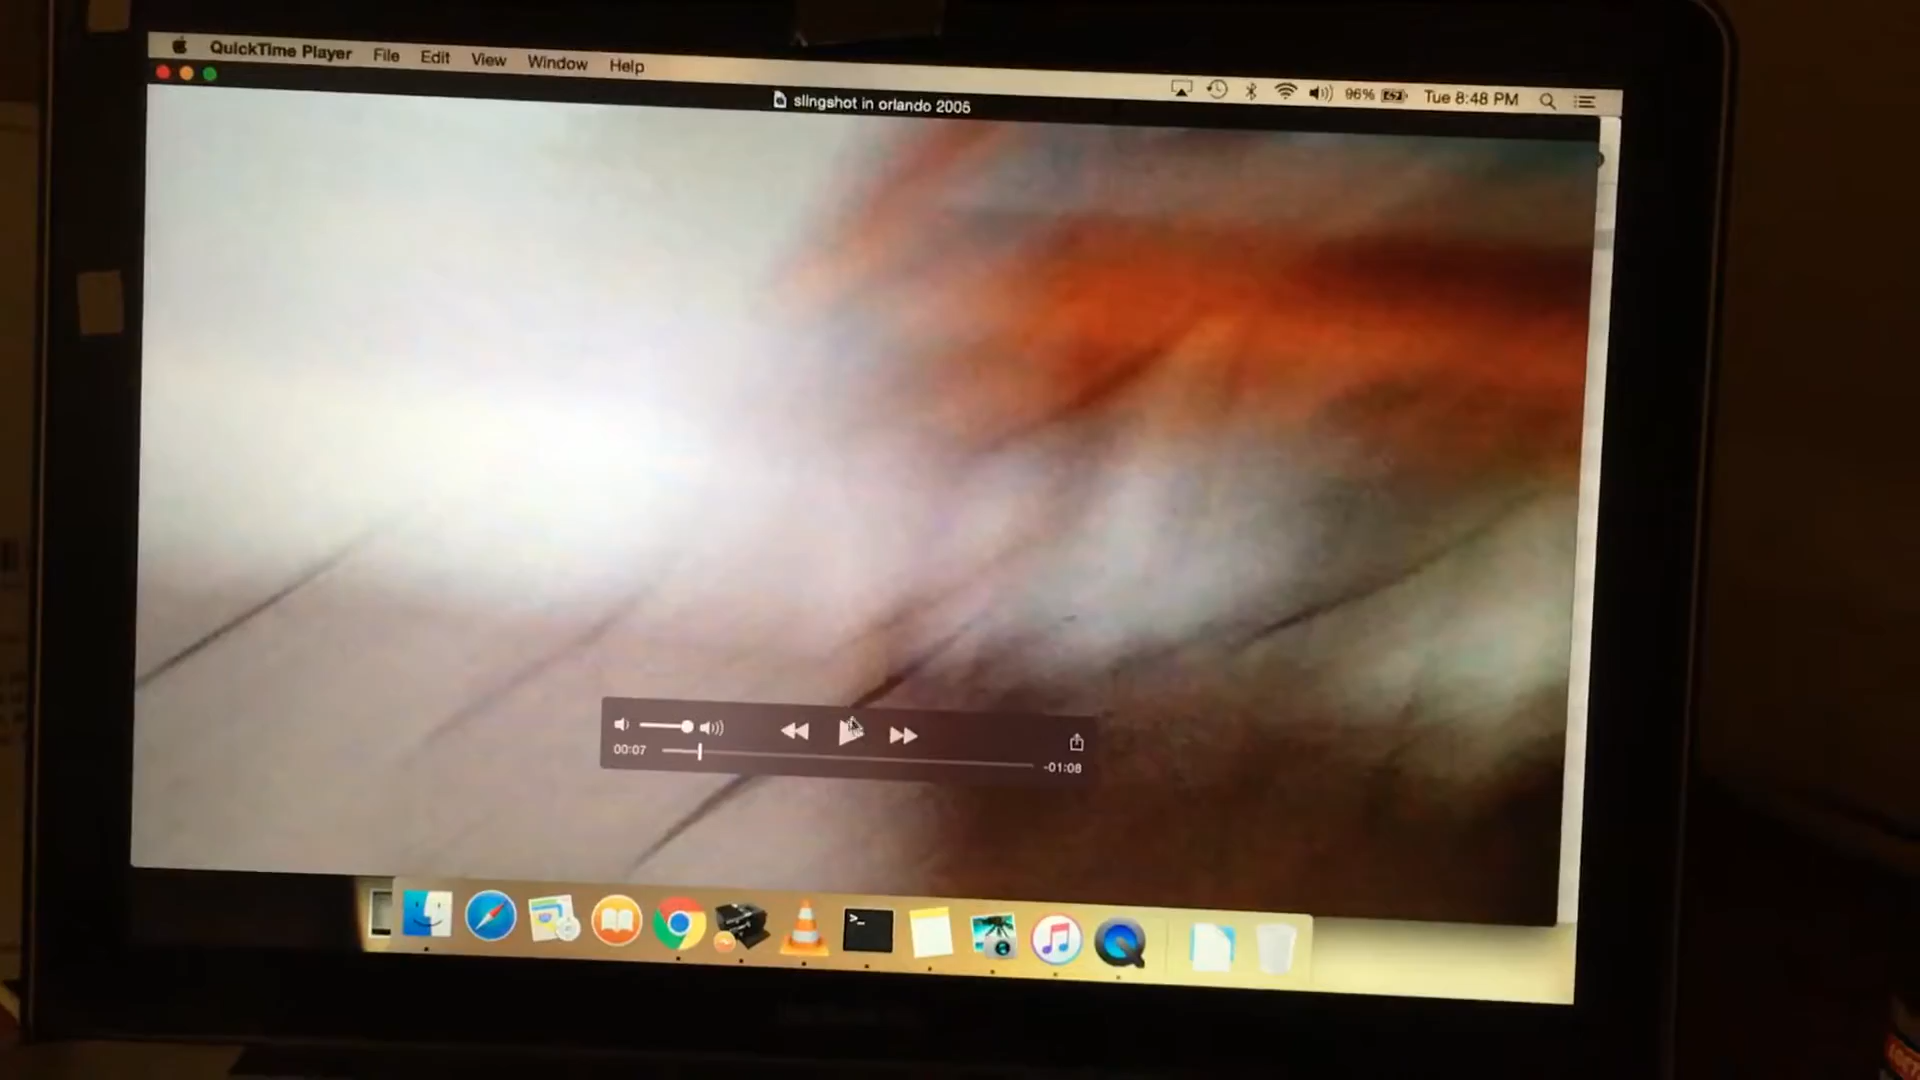 QuickTime Player File Edit View Window Help
96% Tue 8:48 PM
slingshot in orlando 2005
00:07
-01:08
>_